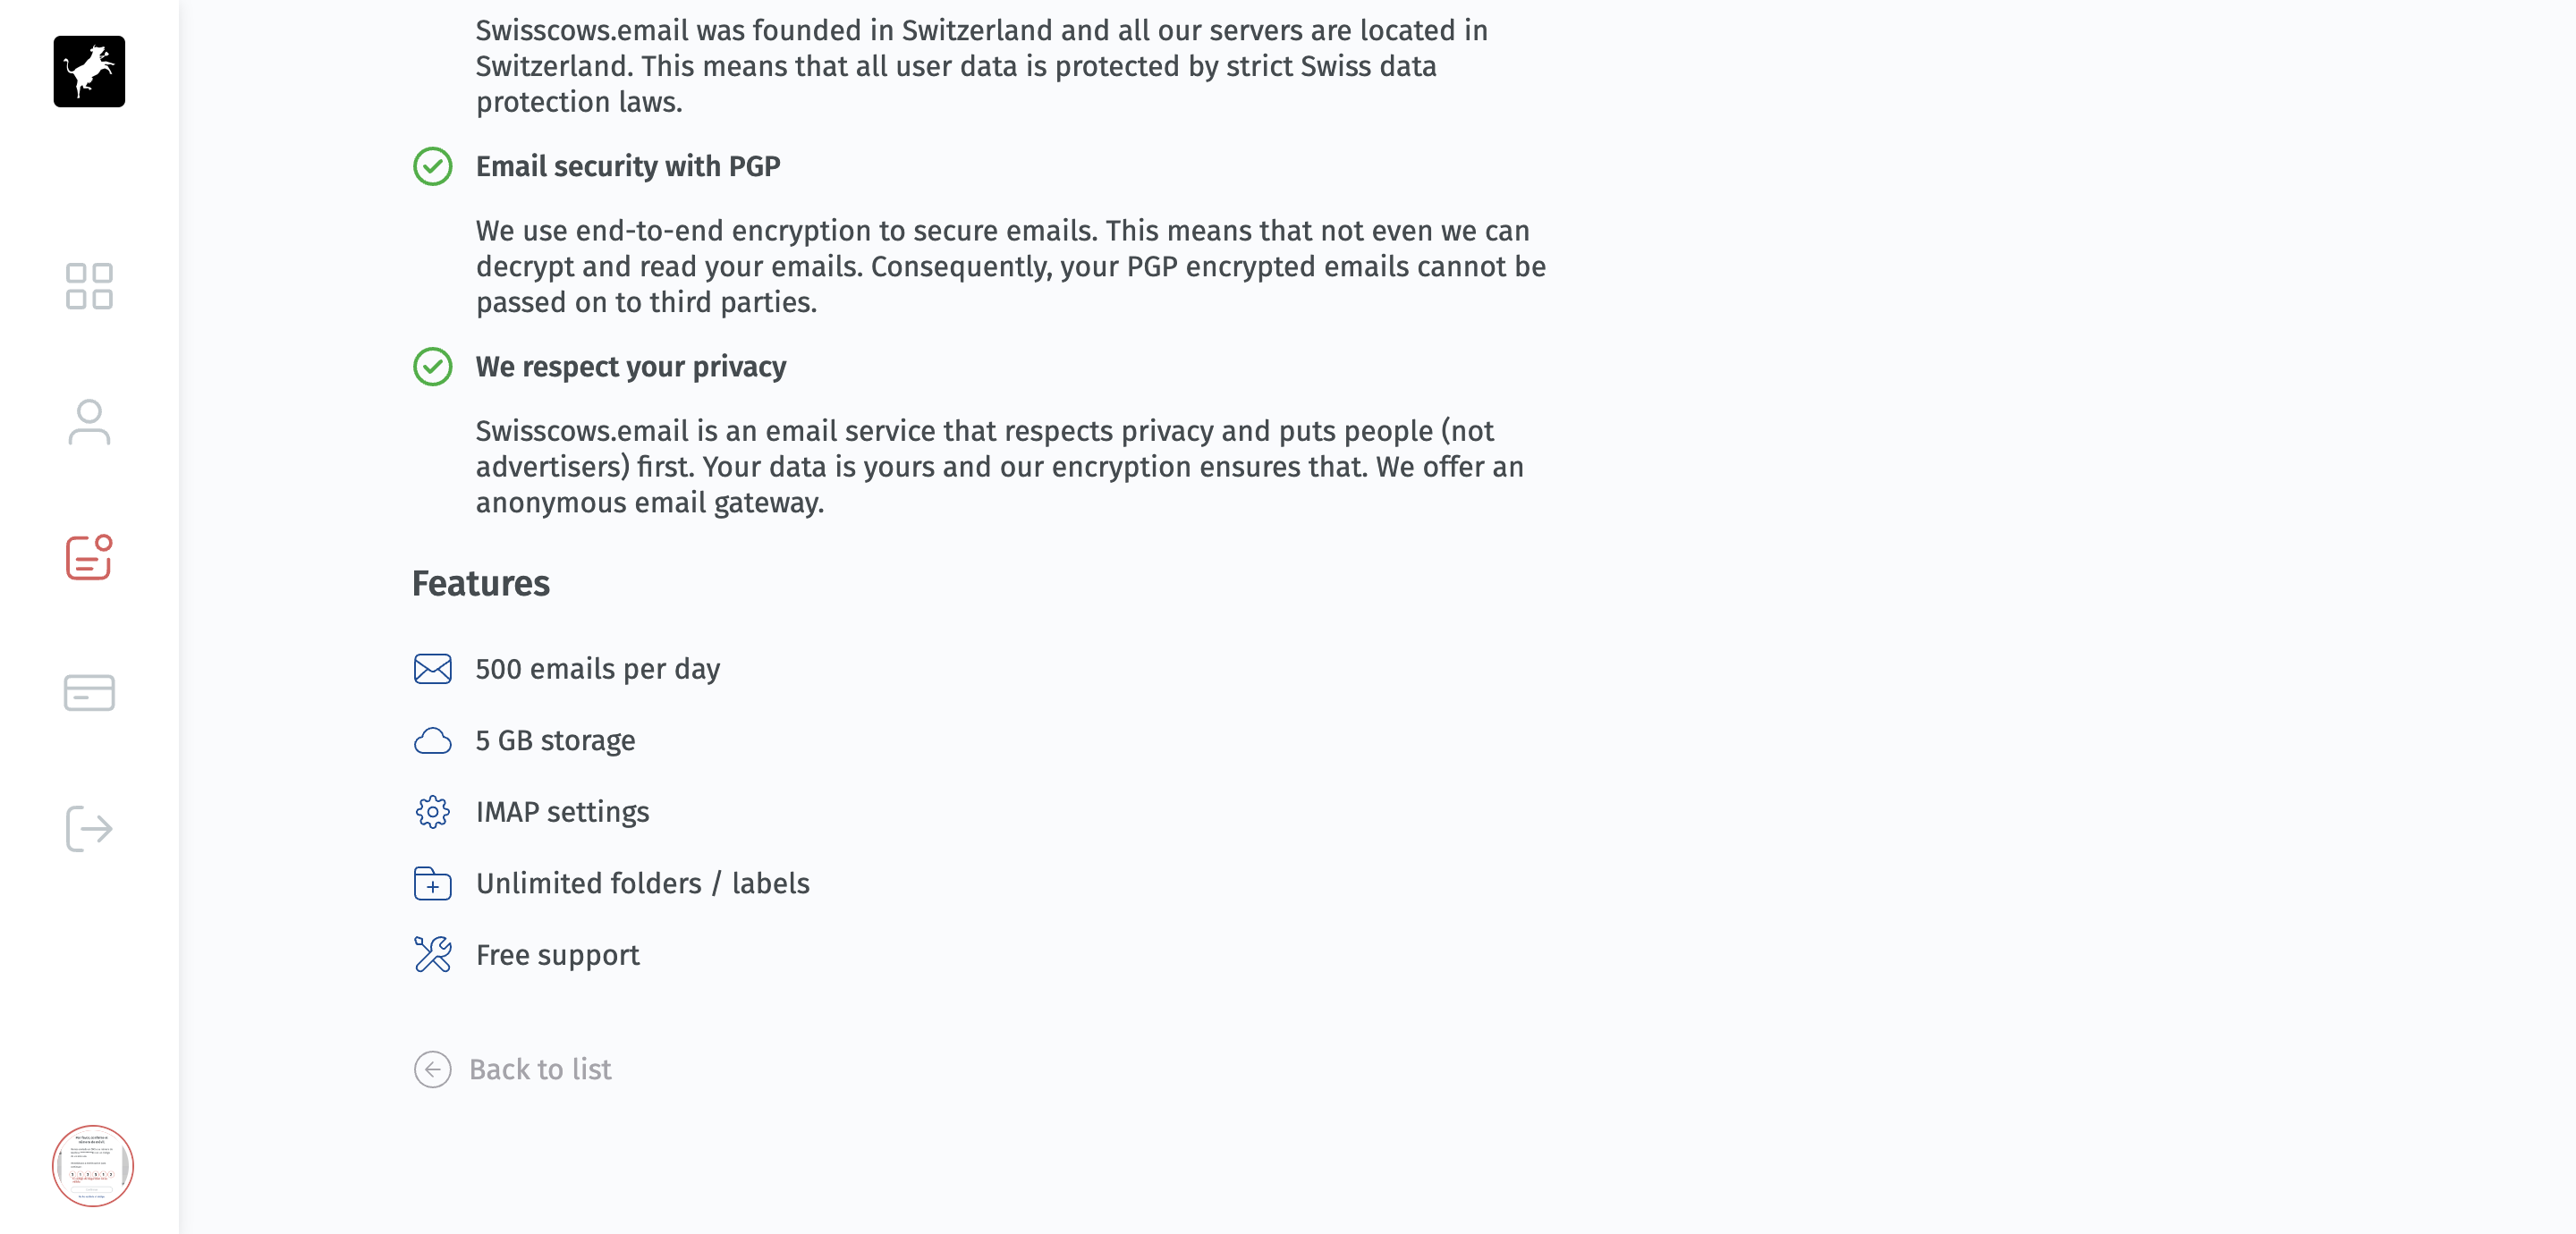 Swisscows.email was founded in Switzerland and all our servers are located in
Switzerland. This means that all user data is protected by strict Swiss data
protection laws.
Email security with PGP
We use end-to-end encryption to secure emails. This means that not even we can
decrypt and read your emails. Consequently, your PGP encrypted emails cannot be
passed on to third parties.
We respect your privacy
Swisscows.email is an email service that respects privacy and puts people (not
advertisers) first. Your data is yours and our encryption ensures that. We offer an
anonymous email gateway.
Features
500 emails per day
5 GB storage
IMAP settings
Unlimited folders / labels
Free support
Back to list